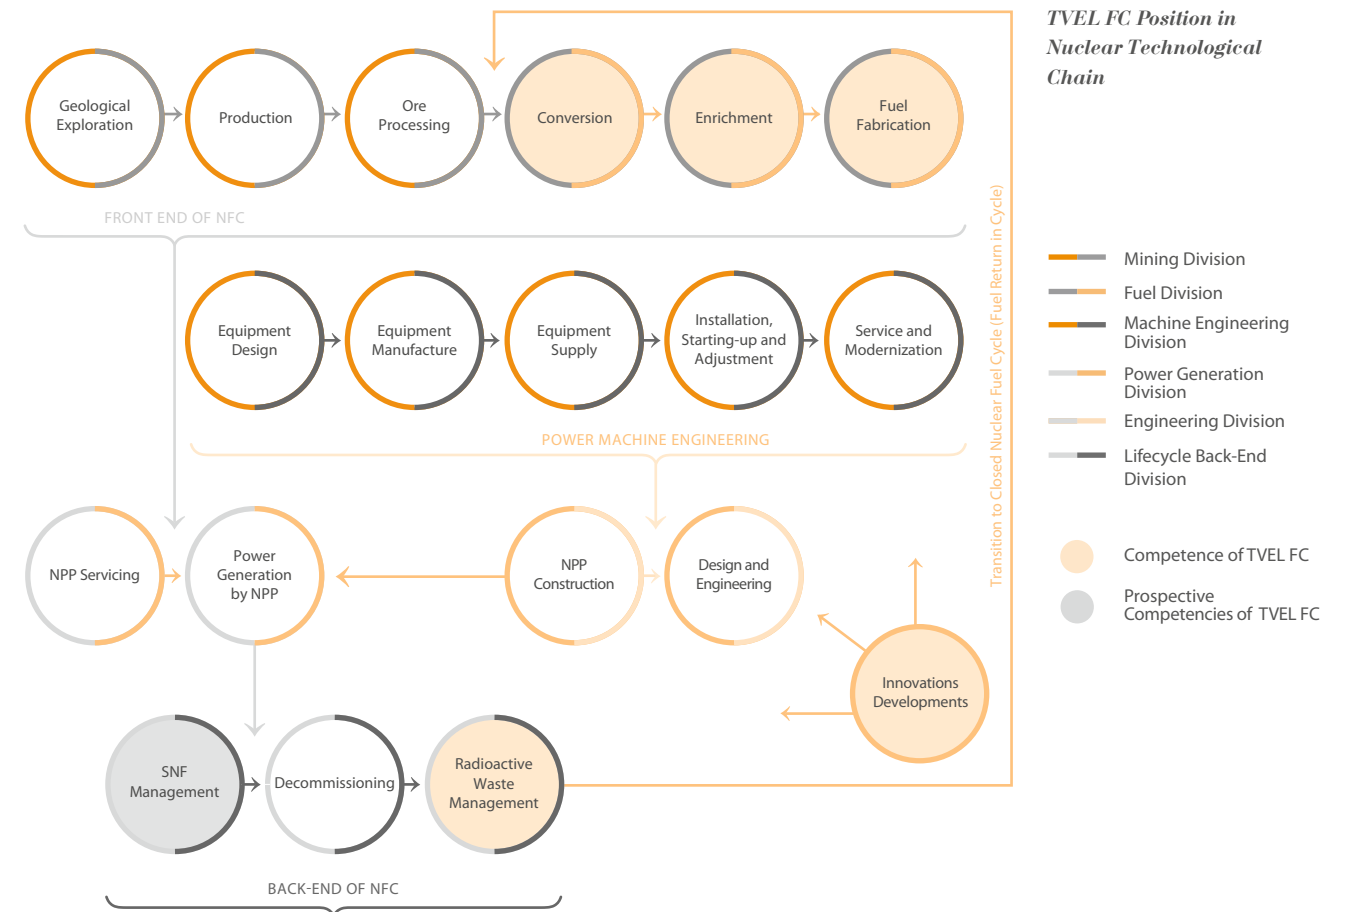 TVEL FC Position in
Nuclear Technological
Chain
Geological
Exploration
Production
Ore
Processing
Conversion
Enrichment
Fuel
Fabrication
FRONT END OF NFC
Equipment
Design
Equipment
Manufacture
Equipment
Supply
Installation,
Starting-up and
Adjustment
Service and
Modernization
POWER MACHINE ENGINEERING
Transition to Closed Nuclear Fuel Cycle (Fuel Return in Cycle)
Mining Division
Fuel Division
Machine Engineering
Division
Power Generation
Division
Engineering Division
Lifecycle Back-End
Division
Competence of TVEL FC
Prospective
Competencies of TVEL FC
NPP Servicing
Power
Generation
by NPP
NPP
Construction
Design and
Engineering
Innovations
Developments
SNF
Management
Decommissioning
Radioactive
Waste
Management
BACK-END OF NFC